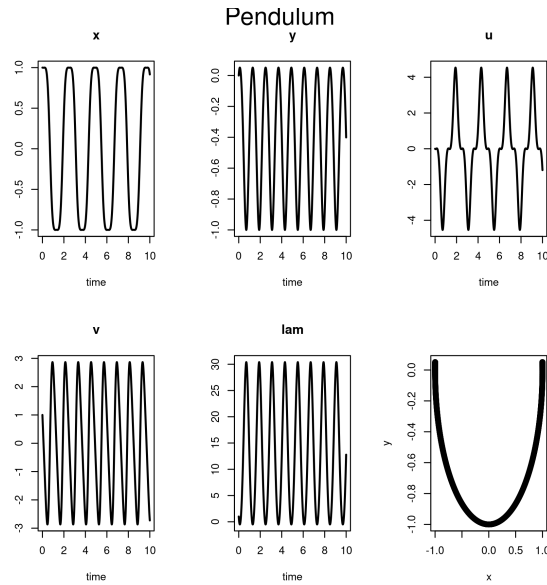 Pendulum
x y u
1.0 0.5 0.0 -0.5 -1.0
0.0 -0.2 -0.4 -0.6 -0.8 -1.0
4 2 0 -2 -4
0 2 4 6 8 10 0 2 4 6 8 10 0 2 4 6 8 10
time time time
v lam
3 2 1 0 -1 -2 -3
30 25 20 15 10 5 0
y
0.0 -0.2 -0.4 -0.6 -0.8 -1.0
0 2 4 6 8 10 0 2 4 6 8 10 -1.0 0.0 0.5 1.0
time time x